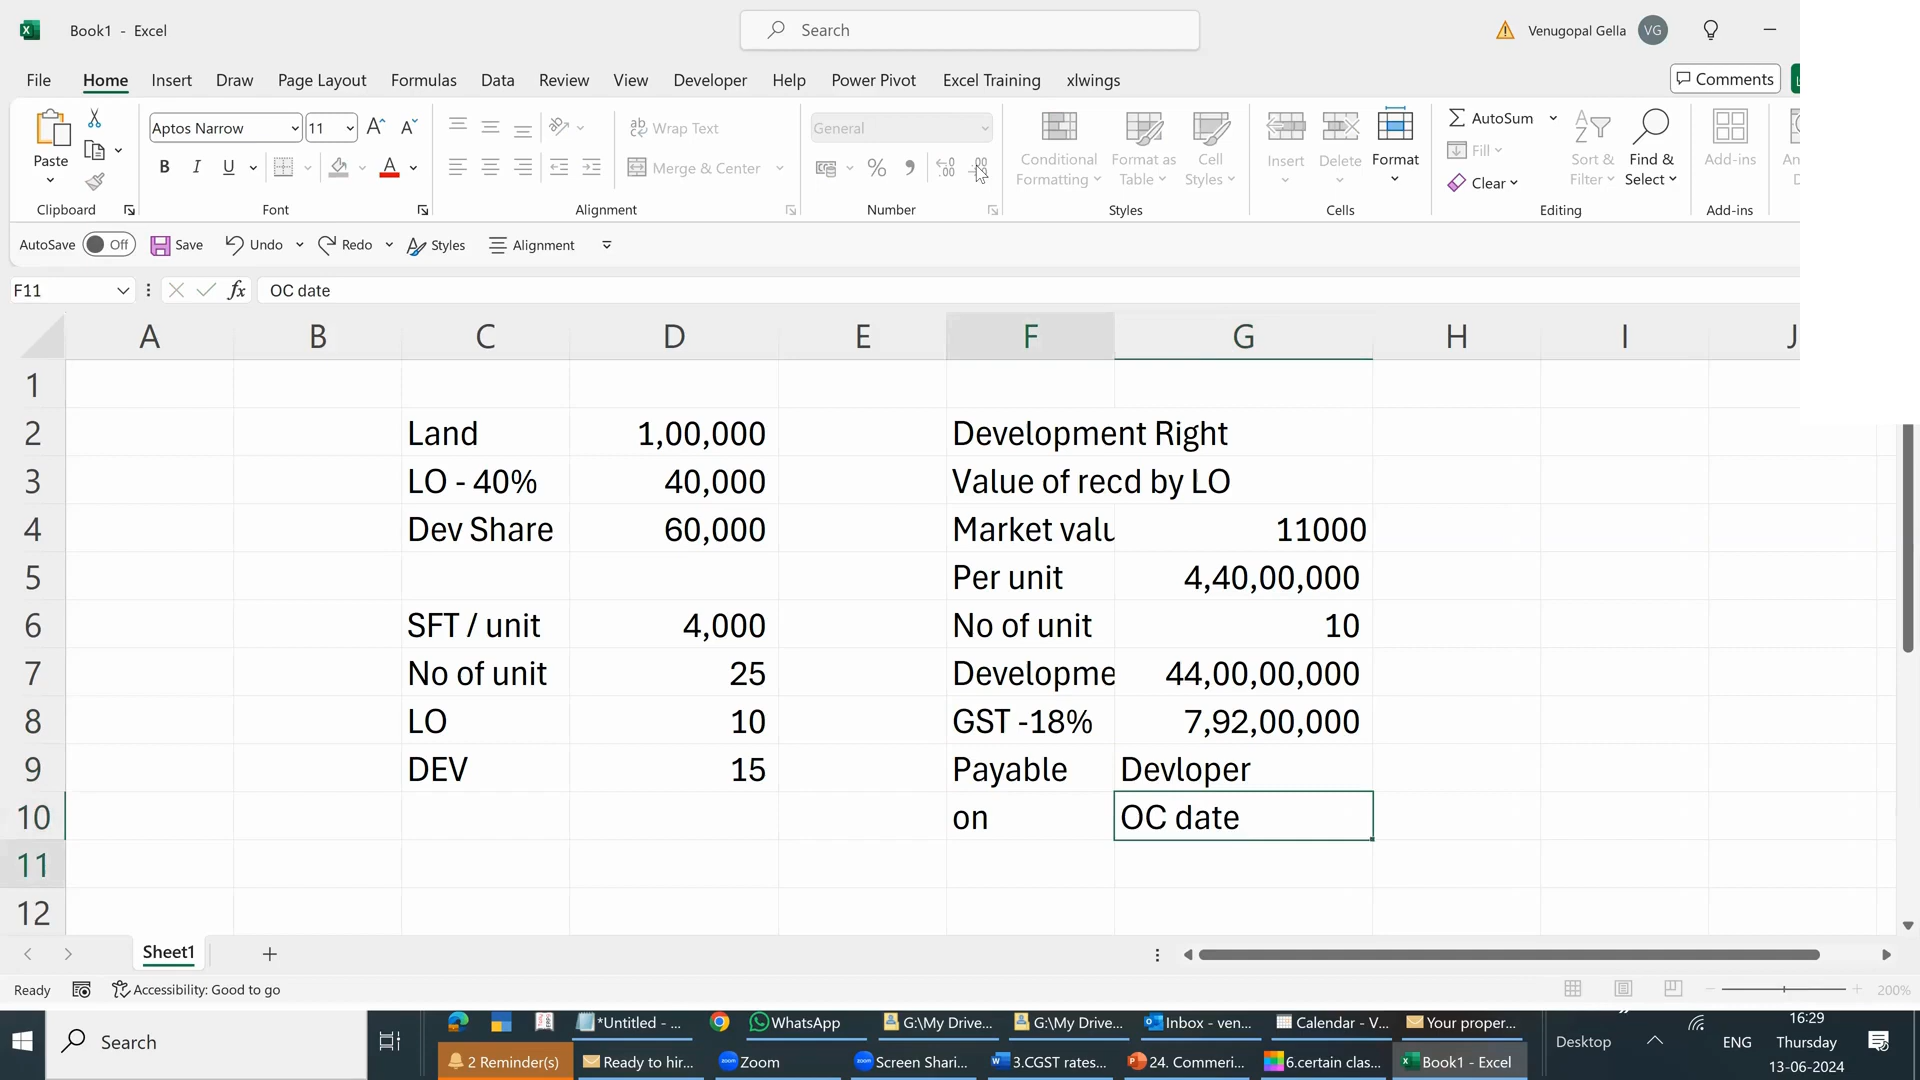 Book1 - Excel
Search
Venugopal Gella
VG
File Home Insert Draw Page Layout Formulas Data Review View Developer Help Power Pivot Excel Training xlwings
Comments
Paste
Clipboard
Aptos Narrow 11
B I U
Font
Wrap Text
Merge & Center
Alignment
General
Number
Conditional Formatting
Format as Table
Cell Styles
Styles
Insert
Delete
Format
Cells
AutoSum
Fill
Clear
Sort & Filter
Find & Select
Editing
Add-ins
Add-ins
AutoSave Off Save Undo Redo Styles Alignment
F11 fx OC date
A B C D E F G H I J
1
2 Land 1,00,000 Development Right
3 LO - 40% 40,000 Value of recd by LO
4 Dev Share 60,000 Market valu 11000
5 Per unit 4,40,00,000
6 SFT / unit 4,000 No of unit 10
7 No of unit 25 Developme 44,00,00,000
8 LO 10 GST -18% 7,92,00,000
9 DEV 15 Payable Devloper
10 on OC date
11
12
Sheet1
Ready Accessibility: Good to go 200%
*Untitled - ... WhatsApp G:\My Drive... G:\My Drive... Inbox - ven... Calendar - V... Your proper...
Search
2 Reminder(s) Ready to hir... Zoom Screen Shari... 3.CGST rates... 24. Commeri... 6.certain clas... Book1 - Excel
Desktop ENG
16:29
Thursday
13-06-2024